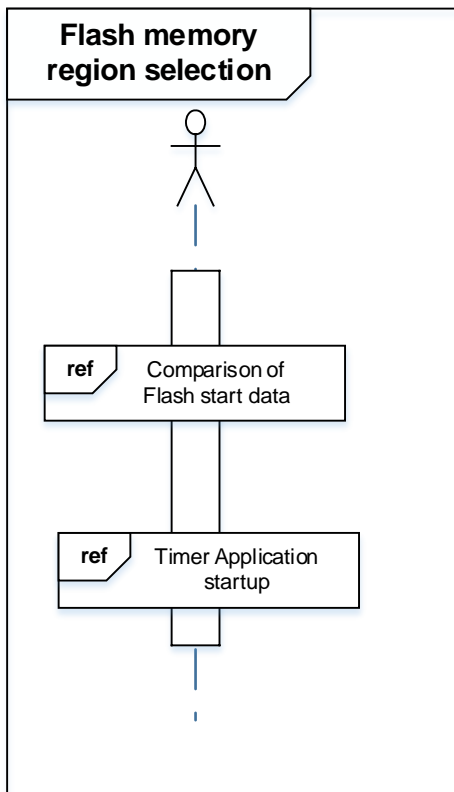 Flash memory
region selection
ref
Comparison of
Flash start data
ref
Timer Application
startup